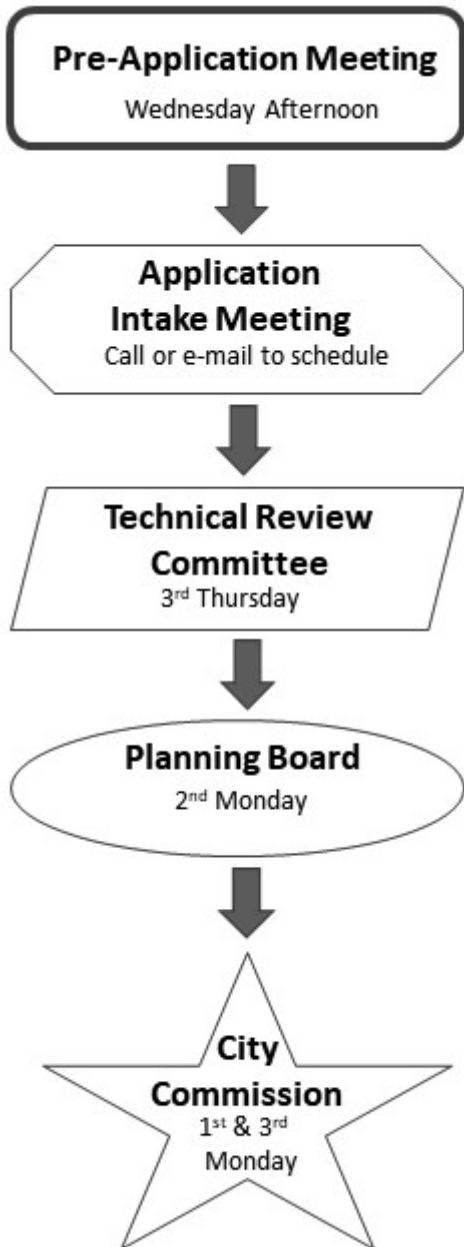 Pre-Application Meeting
Wednesday Afternoon
Application
Intake Meeting
Call or e-mail to schedule
Technical Review
Committee
3rd Thursday
Planning Board
2nd Monday
City
Commission
1st & 3rd
Monday